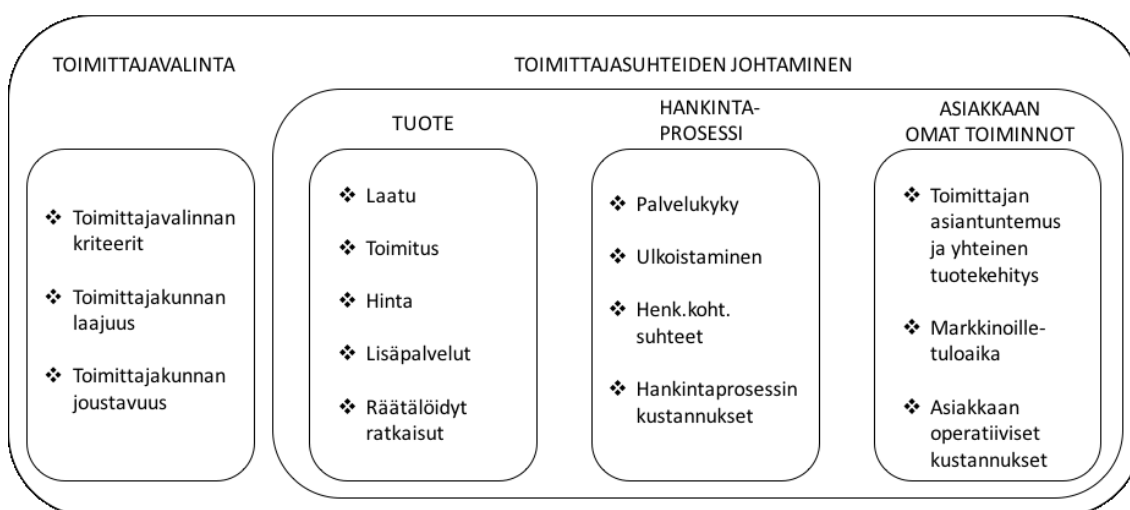 TOIMITTAJAVALINTA
TOIMITTAJASUHTEIDEN JOHTAMINEN
❖ Toimittajavalinnan
kriteerit
❖ Toimittajakunnan
laajuus
❖ Toimittajakunnan
joustavuus
TUOTE
❖ Laatu
❖ Toimitus
❖ Hinta
❖ Lisäpalvelut
❖ Räätälöidyt
ratkaisut
HANKINTA-
PROSESSI
❖ Palvelukyky
❖ Ulkoistaminen
❖ Henk.koht.
suhteet
❖ Hankintaprosessin
kustannukset
ASIAKKAAN
OMAT TOIMINNOT
❖ Toimittajan
asiantuntemus
ja yhteinen
tuotekehitys
❖ Markkinoille-
tuloaika
❖ Asiakkaan
operatiiviset
kustannukset